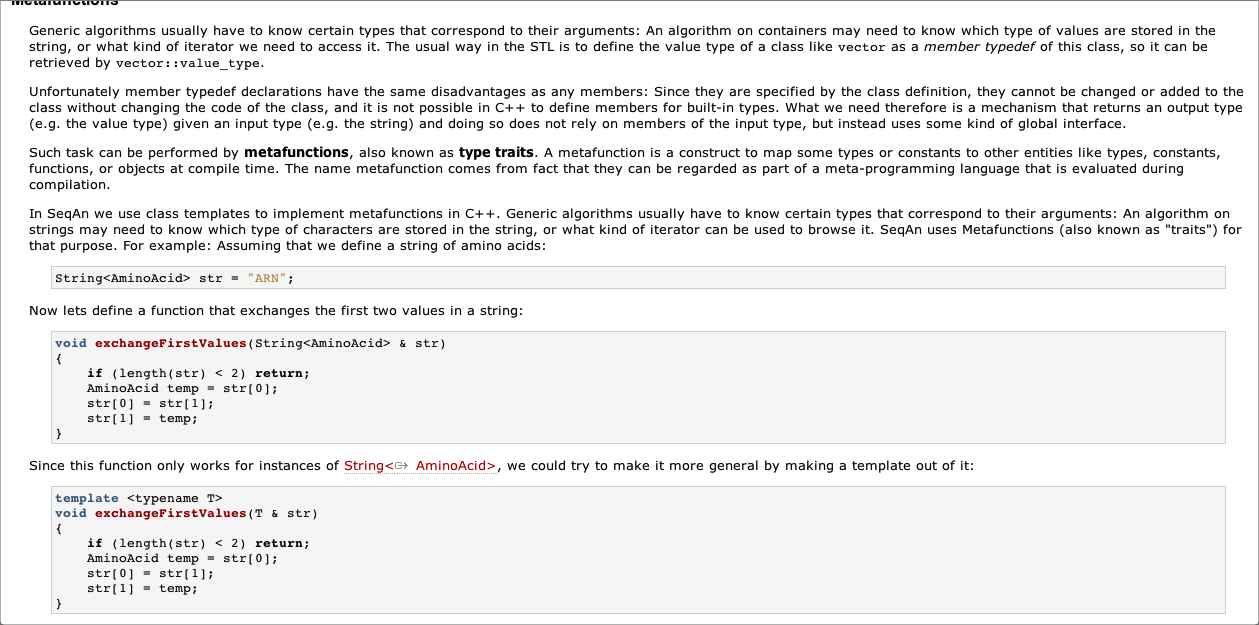 Metafunctions
Generic algorithms usually have to know certain types that correspond to their arguments: An algorithm on containers may need to know which type of values are stored in the
string, or what kind of iterator we need to access it. The usual way in the STL is to define the value type of a class like vector as a member typedef of this class, so it can be
retrieved by vector::value_type.
Unfortunately member typedef declarations have the same disadvantages as any members: Since they are specified by the class definition, they cannot be changed or added to the
class without changing the code of the class, and it is not possible in C++ to define members for built-in types. What we need therefore is a mechanism that returns an output type
(e.g. the value type) given an input type (e.g. the string) and doing so does not rely on members of the input type, but instead uses some kind of global interface.
Such task can be performed by metafunctions, also known as type traits. A metafunction is a construct to map some types or constants to other entities like types, constants,
functions, or objects at compile time. The name metafunction comes from fact that they can be regarded as part of a meta-programming language that is evaluated during
compilation.
In SeqAn we use class templates to implement metafunctions in C++. Generic algorithms usually have to know certain types that correspond to their arguments: An algorithm on
strings may need to know which type of characters are stored in the string, or what kind of iterator can be used to browse it. SeqAn uses Metafunctions (also known as "traits") for
that purpose. For example: Assuming that we define a string of amino acids:
String<AminoAcid> str = "ARN";
Now lets define a function that exchanges the first two values in a string:
void exchangeFirstValues(String<AminoAcid> & str)
{
    if (length(str) < 2) return;
    AminoAcid temp = str[0];
    str[0] = str[1];
    str[1] = temp;
}
Since this function only works for instances of String< AminoAcid>, we could try to make it more general by making a template out of it:
template <typename T>
void exchangeFirstValues(T & str)
{
    if (length(str) < 2) return;
    AminoAcid temp = str[0];
    str[0] = str[1];
    str[1] = temp;
}